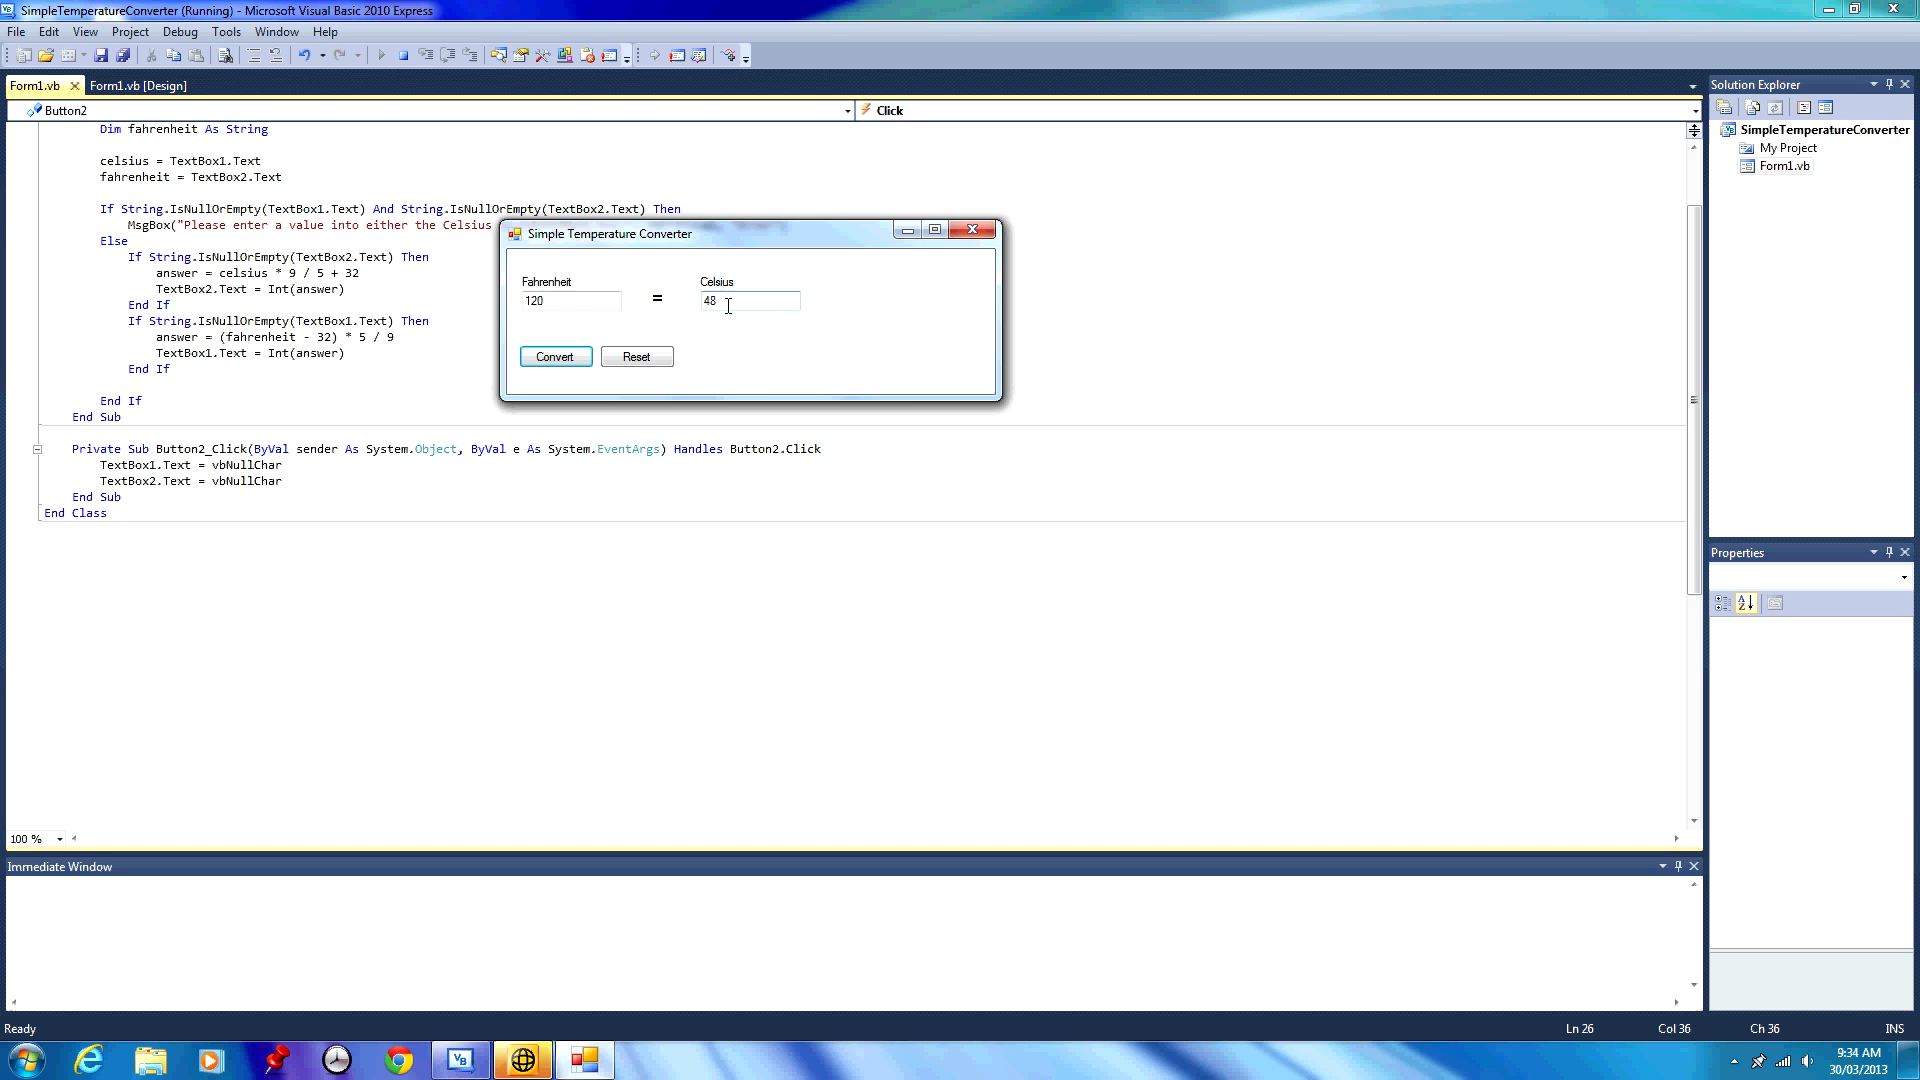 SimpleTemperatureConverter (Running) - Microsoft Visual Basic 2010 Express
File Edit View Project Debug Tools Window Help
Form1.vb Form1.vb [Design]
Button2 Click
Dim fahrenheit As String
celsius = TextBox1.Text
fahrenheit = TextBox2.Text
If String.IsNullOrEmpty(TextBox1.Text) And String.IsNullOrEmpty(TextBox2.Text) Then
MsgBox("Please enter a value into either the Celsius
Else
If String.IsNullOrEmpty(TextBox2.Text) Then
answer = celsius * 9 / 5 + 32
TextBox2.Text = Int(answer)
End If
If String.IsNullOrEmpty(TextBox1.Text) Then
answer = (fahrenheit - 32) * 5 / 9
TextBox1.Text = Int(answer)
End If
End If
End Sub
Private Sub Button2_Click(ByVal sender As System.Object, ByVal e As System.EventArgs) Handles Button2.Click
TextBox1.Text = vbNullChar
TextBox2.Text = vbNullChar
End Sub
End Class
Simple Temperature Converter
Fahrenheit Celsius
120 = 48
Convert Reset
Solution Explorer
SimpleTemperatureConverter
My Project
Form1.vb
Properties
100 %
Immediate Window
Ready Ln 26 Col 36 Ch 36 INS
9:34 AM
30/03/2013